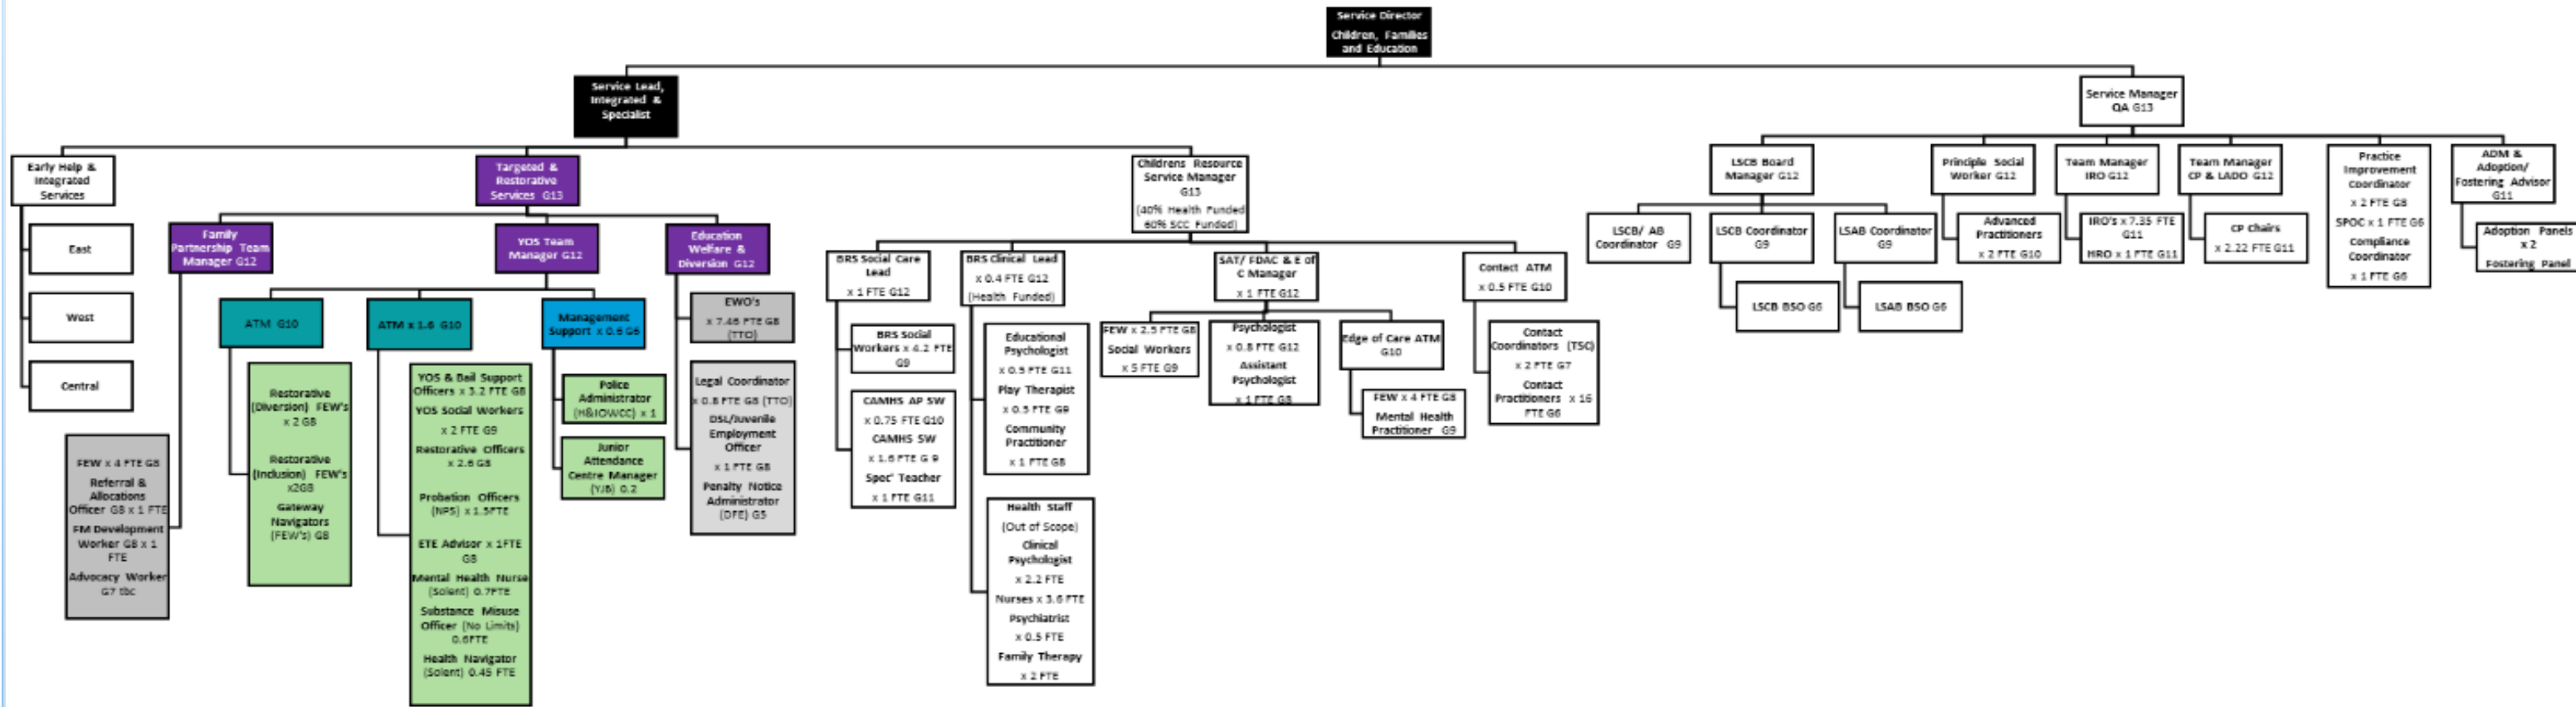 Service Director
Children, Families
and Education
Service Lead,
Integrated &
Specialist
Service Manager
QA G13
Early Help &
Integrated
Services
East
West
Central
Targeted &
Restorative
Services G13
Family
Partnership Team
Manager G12
FEW x 4 FTE G8
Referral &
Allocations
Officer G8 x 1 FTE
FM Development
Worker G8 x 1
FTE
Advocacy Worker
G7 tbc
YOS Team
Manager G12
ATM G10
Restorative
(Diversion) FEW's
x 2 G8
Restorative
(Inclusion) FEW's
x2G8
Gateway
Navigators
(FEW's) G8
ATM x 1.6 G10
YOS & Bail Support
Officers x 3.2 FTE G8
YOS Social Workers
x 2 FTE G9
Restorative Officers
x 2.6 G8
Probation Officers
(NPS) x 1.5FTE
ETE Advisor x 1FTE
G8
Mental Health Nurse
(Solent) 0.7FTE
Substance Misuse
Officer (No Limits)
0.6FTE
Health Navigator
(Solent) 0.45 FTE
Management
Support x 0.6 G6
Police
Administrator
(H&IOWCC) x 1
Junior
Attendance
Centre Manager
(YJB) 0.2
Education
Welfare &
Diversion G12
EWO's
x 7.46 FTE G8
(TTO)
Legal Coordinator
x 0.8 FTE G8 (TTO)
DSL/Juvenile
Employment
Officer
x 1 FTE G8
Penalty Notice
Administrator
(DFE) G5
Childrens Resource
Service Manager
G13
(40% Health Funded
60% SCC Funded)
BRS Social Care
Lead
x 1 FTE G12
BRS Social
Workers x 4.2 FTE
G9
CAMHS AP SW
x 0.75 FTE G10
CAMHS SW
x 1.6 FTE G 9
Spec' Teacher
x 1 FTE G11
BRS Clinical Lead
x 0.4 FTE G12
(Health Funded)
Educational
Psychologist
x 0.5 FTE G11
Play Therapist
x 0.5 FTE G9
Community
Practitioner
x 1 FTE G8
Health Staff
(Out of Scope)
Clinical
Psychologist
x 2.2 FTE
Nurses x 3.6 FTE
Psychiatrist
x 0.5 FTE
Family Therapy
x 2 FTE
SAT/ FDAC & E of
C Manager
x 1 FTE G12
FEW x 2.5 FTE G8
Social Workers
x 5 FTE G9
Psychologist
x 0.8 FTE G12
Assistant
Psychologist
x 1 FTE G8
Edge of Care ATM
G10
FEW x 4 FTE G8
Mental Health
Practitioner G9
Contact ATM
x 0.5 FTE G10
Contact
Coordinators (TSC)
x 2 FTE G7
Contact
Practitioners x 16
FTE G6
LSCB Board
Manager G12
LSCB/ AB
Coordinator G9
LSCB Coordinator
G9
LSCB BSO G6
LSAB Coordinator
G9
LSAB BSO G6
Principle Social
Worker G12
Advanced
Practitioners
x 2 FTE G10
Team Manager
IRO G12
IRO's x 7.35 FTE
G11
HRO x 1 FTE G11
Team Manager
CP & LADO G12
CP Chairs
x 2.22 FTE G11
Practice
Improvement
Coordinator
x 2 FTE G8
SPOC x 1 FTE G6
Compliance
Coordinator
x 1 FTE G6
ADM &
Adoption/
Fostering Advisor
G11
Adoption Panels
x 2
Fostering Panel